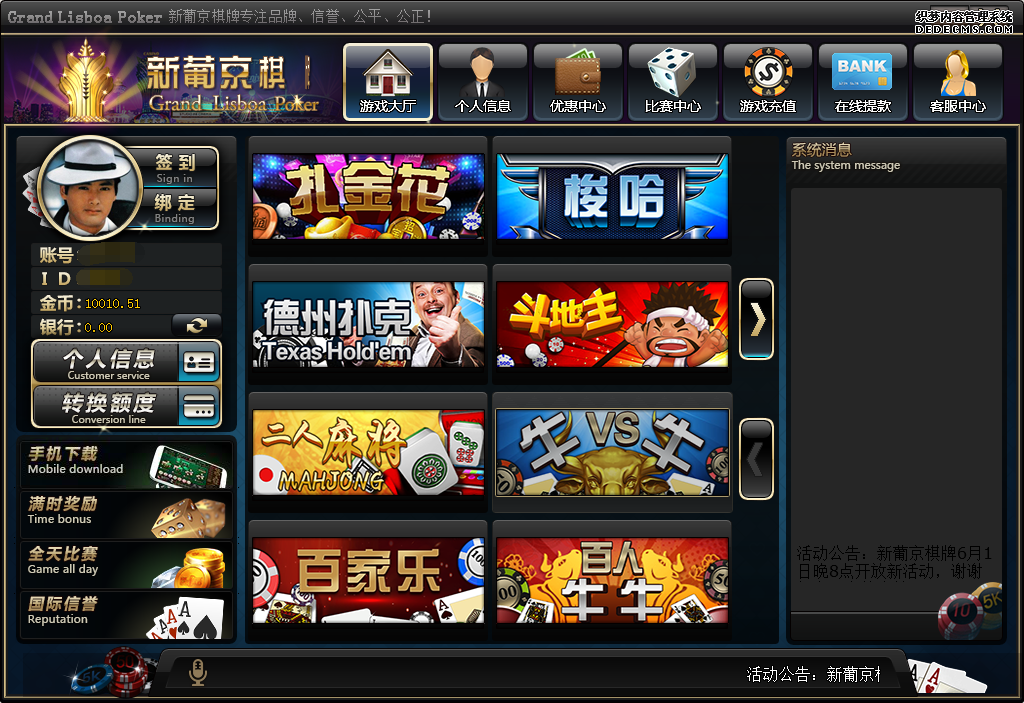 Grand Lisboa Poker 新葡京棋牌专注品牌、信誉、公平、公正!
织梦内容管理系统
DEDECMS.COM
新葡京棋
Grand Lisboa Poker
游戏大厅
个人信息
优惠中心
比赛中心
游戏充值
BANK
在线提款
客服中心
签到
Sign in
绑定
Binding
账号
I D
金币:10010.51
银行:0.00
个人信息
Customer service
转换额度
Conversion line
手机下载
Mobile download
满时奖励
Time bonus
全天比赛
Game all day
国际信誉
Reputation
扎金花
梭哈
德州扑克
Texas Hold'em
斗地主
二人麻将
MAHJONG
牛VS牛
百家乐
百人
牛牛
系统消息
The system message
活动公告：新葡京棋牌6月1
日晚8点开放新活动，谢谢
活动公告：新葡京